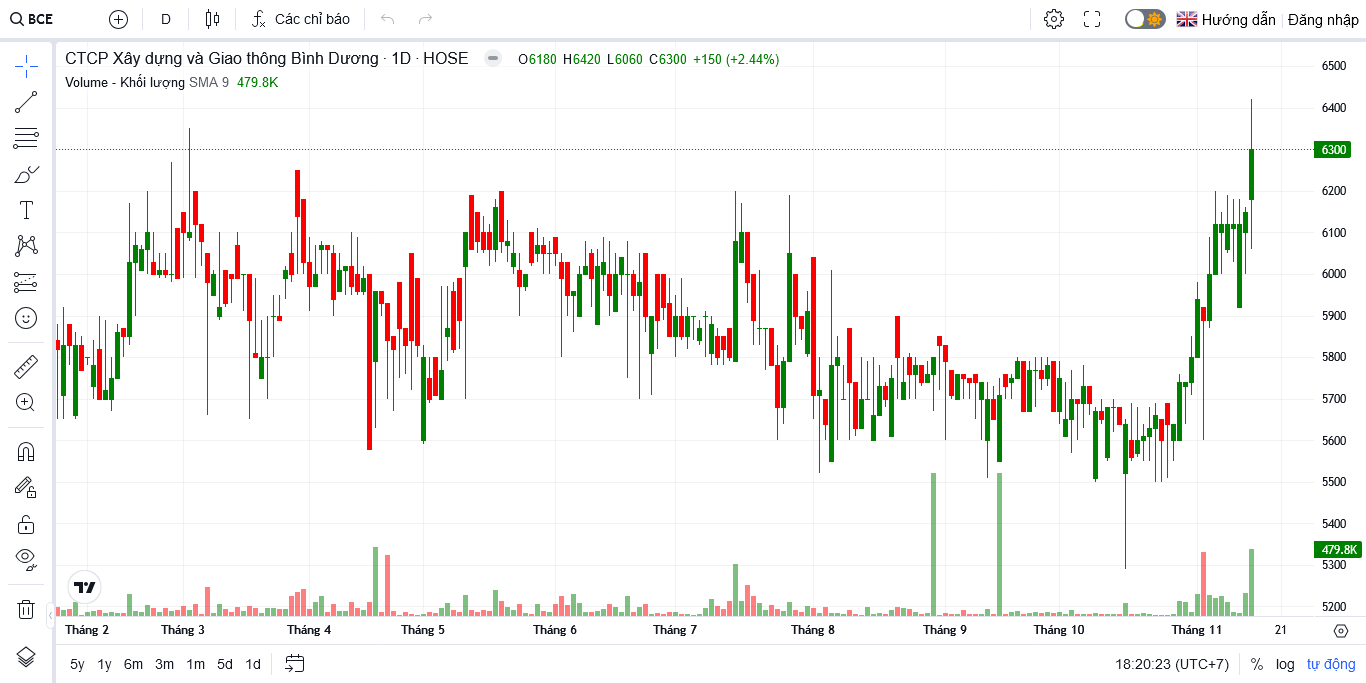 BCE D Các chỉ báo Hướng dẫn Đăng nhập
CTCP Xây dựng và Giao thông Bình Dương · 1D · HOSE O6180 H6420 L6060 C6300 +150 (+2.44%)
Volume - Khối lượng SMA 9 479.8K
6500
6400
6300
6200
6100
6000
5900
5800
5700
5600
5500
5400
479.8K
5300
5200
Tháng 2 Tháng 3 Tháng 4 Tháng 5 Tháng 6 Tháng 7 Tháng 8 Tháng 9 Tháng 10 Tháng 11 21
5y 1y 6m 3m 1m 5d 1d 18:20:23 (UTC+7) % log tự động